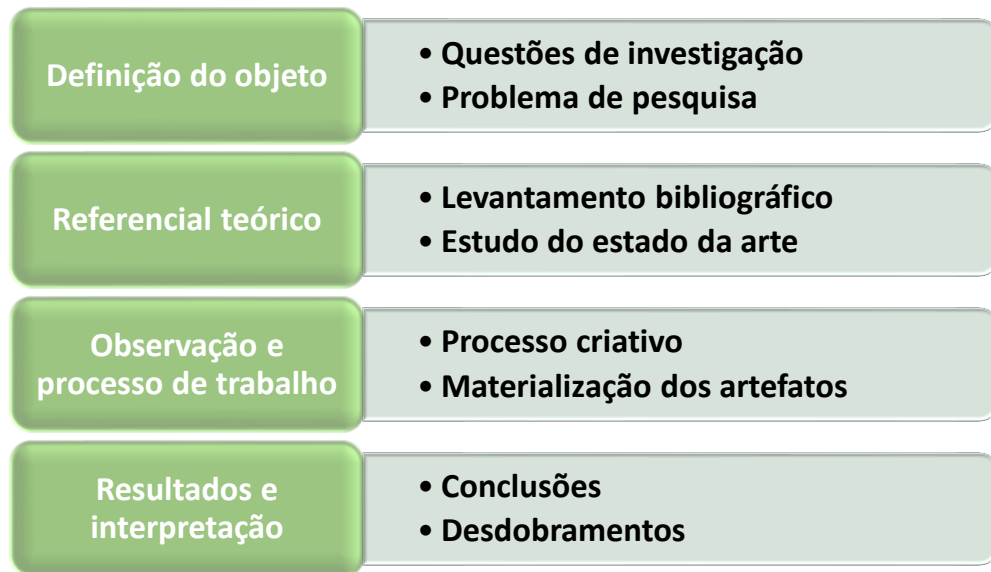 Definição do objeto
• Questões de investigação
• Problema de pesquisa
Referencial teórico
• Levantamento bibliográfico
• Estudo do estado da arte
Observação e
processo de trabalho
• Processo criativo
• Materialização dos artefatos
Resultados e
interpretação
• Conclusões
• Desdobramentos